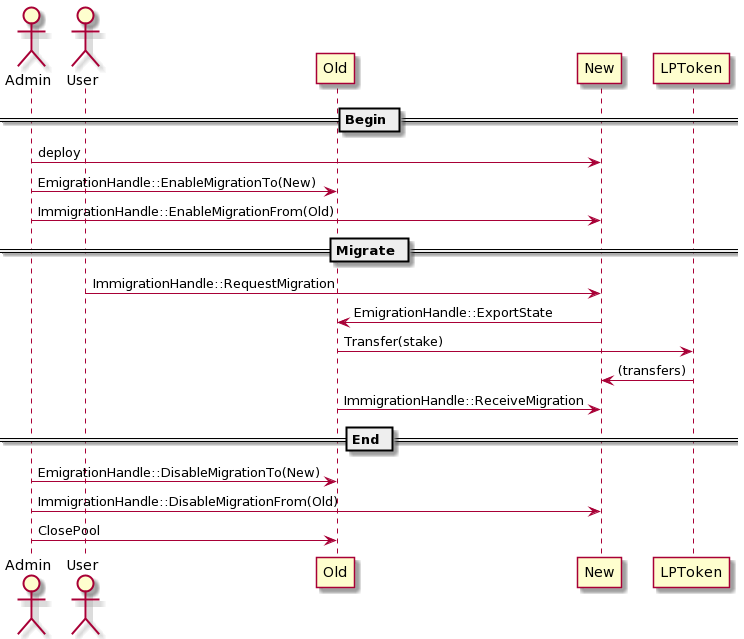 Admin User Old New LPToken
Begin
deploy
EmigrationHandle::EnableMigrationTo(New)
ImmigrationHandle::EnableMigrationFrom(Old)
Migrate
ImmigrationHandle::RequestMigration
EmigrationHandle::ExportState
Transfer(stake)
(transfers)
ImmigrationHandle::ReceiveMigration
End
EmigrationHandle::DisableMigrationTo(New)
ImmigrationHandle::DisableMigrationFrom(Old)
ClosePool
Admin User Old New LPToken